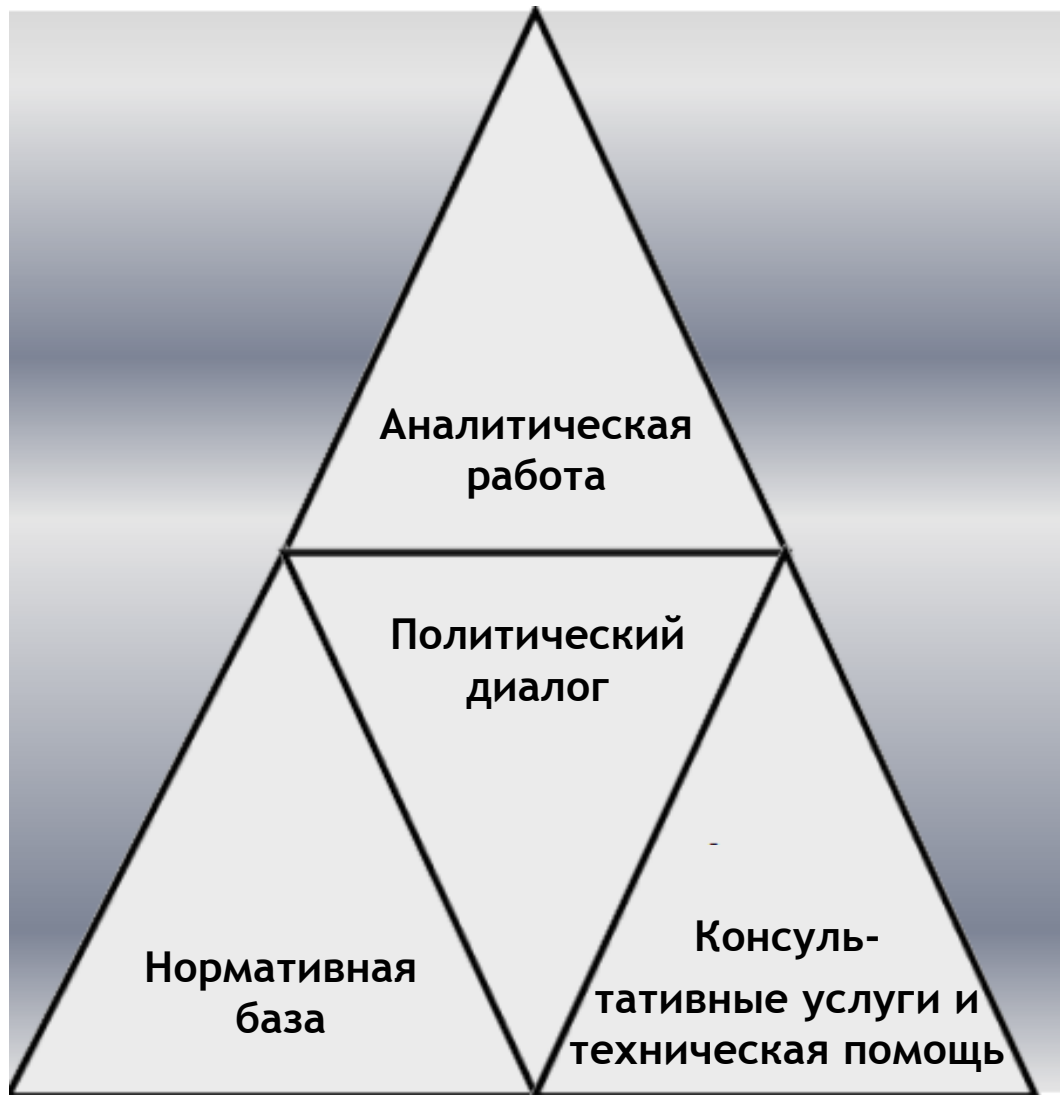 Аналитическая
работа
Политический
диалог
Нормативная
база
-
Консуль-
тативные услуги и
техническая помощь